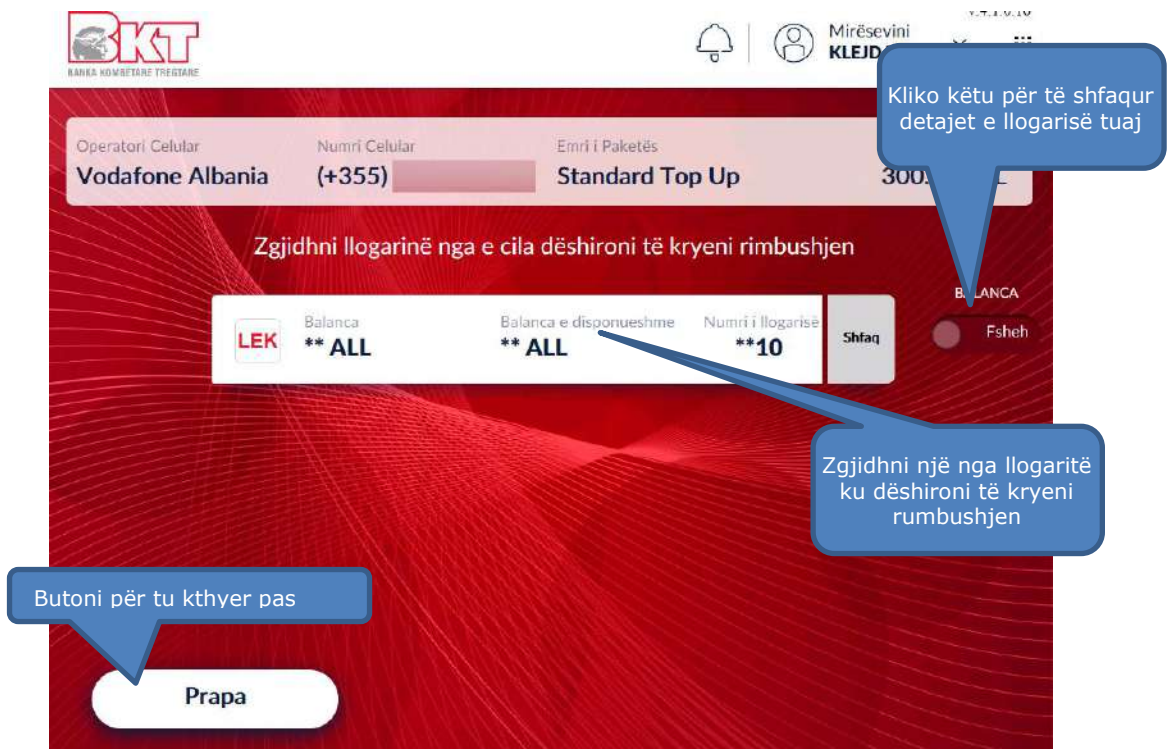 BKT
BANKA KOMBETARE TREGTARE
Mirësevini
KLEJD
Kliko këtu për të shfaqur
detajet e llogarisë tuaj
Operatori Celular
Numri Celular
Emri i Paketës
Vodafone Albania
(+355)
Standard Top Up
300
Zgjidhni llogarinë nga e cila dëshironi të kryeni rimbushjen
BALANCA
Fsheh
LEK
Balanca
Balanca e disponueshme
Numri i llogarisë
** ALL
** ALL
**10
Shfaq
Zgjidhni një nga llogaritë
ku dëshironi të kryeni
rumbushjen
Butoni për tu kthyer pas
Prapa